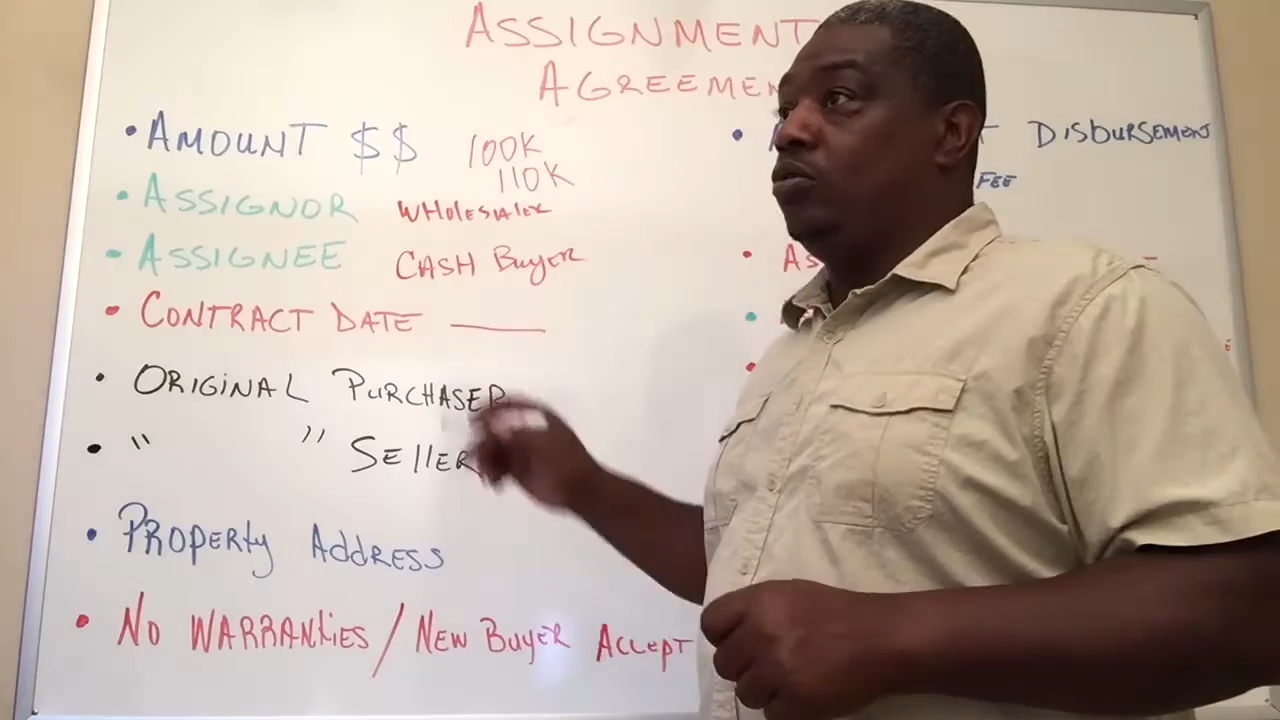 ASSIGNMENT
AGREEMEN
• AMOUNT $$ 100K
110K
• ASSIGNOR WHOLESALER
• ASSIGNEE CASH BuyER
• CONTRACT DATE ____
• ORIGINAL PURCHASER
• " " SELLER
• PROPERTY ADDRESS
• NO WARRANTIES / NEW BUYER ACCEPT
• DISBURSEMENT
FEE
• AS